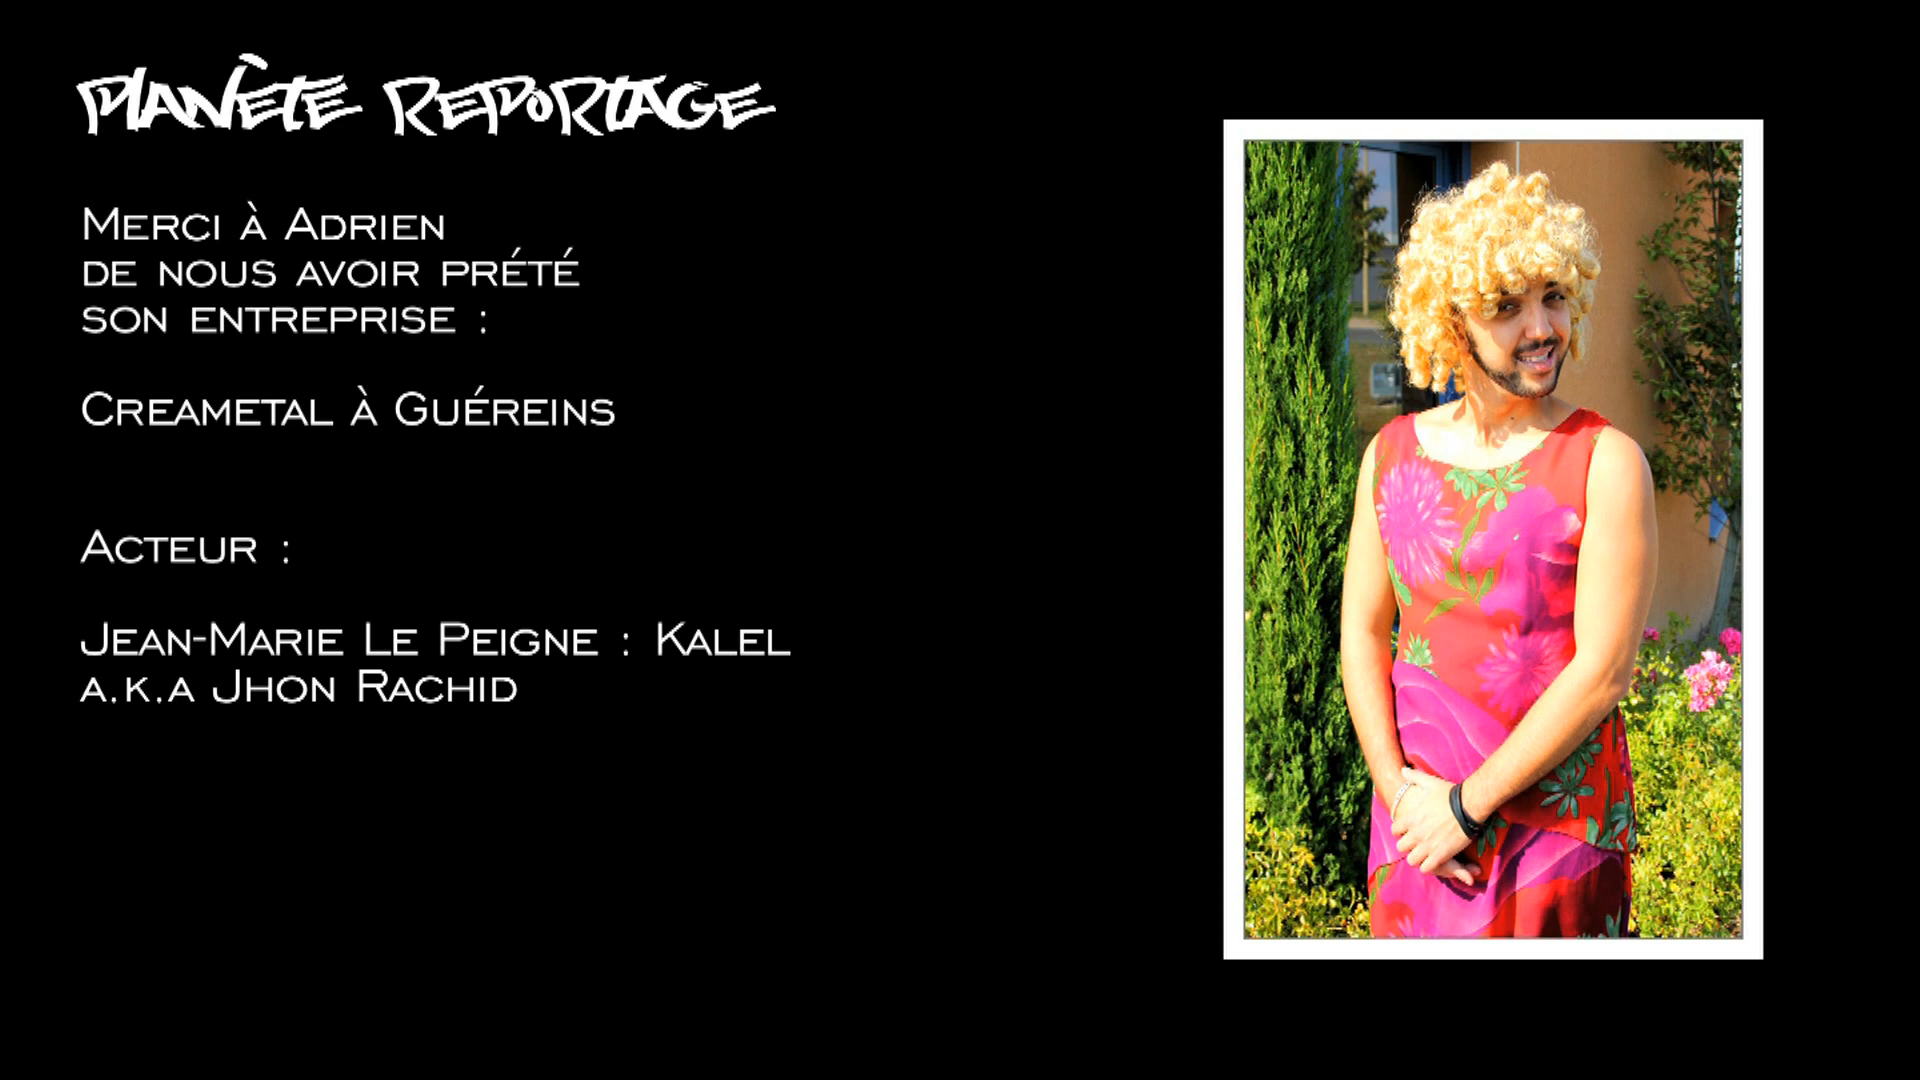 Planète Reportage
Merci à Adrien
de nous avoir prété
son entreprise :
Creametal à Guéreins
Acteur :
Jean-Marie Le Peigne : Kalel
a.k.a Jhon Rachid